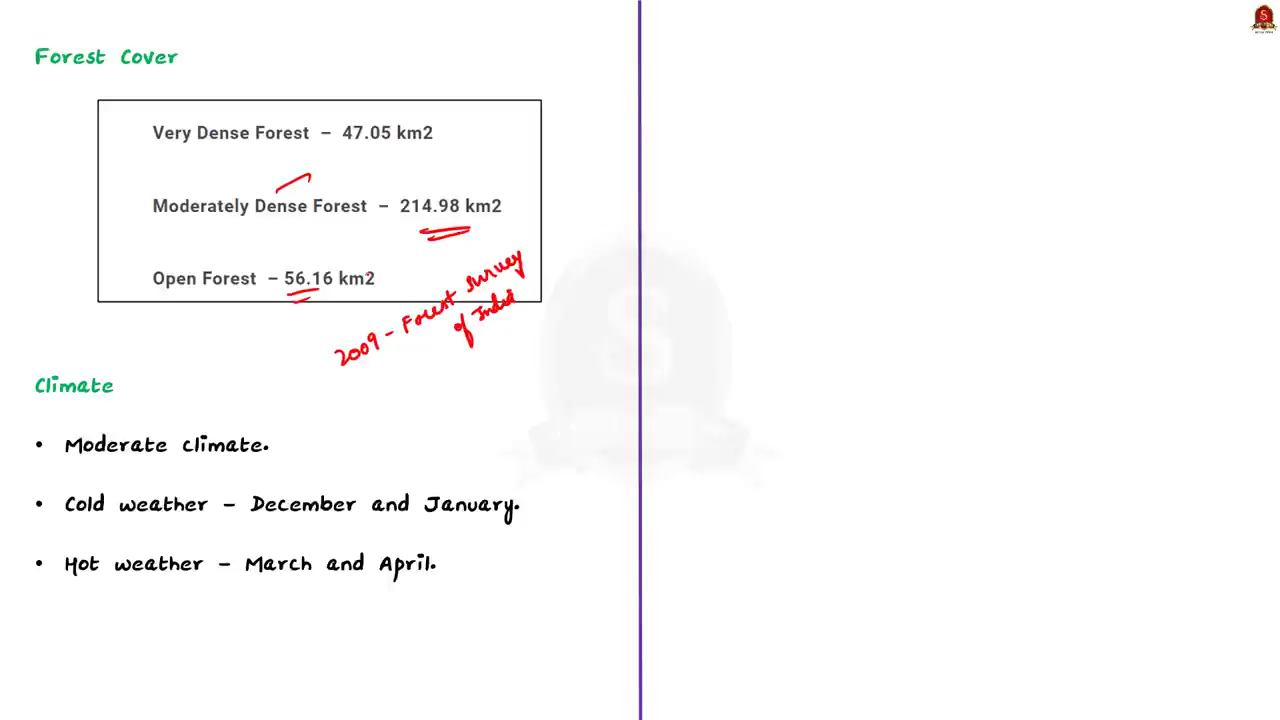 Forest Cover
Very Dense Forest – 47.05 km2
Moderately Dense Forest – 214.98 km2
Open Forest – 56.16 km2
2009 - Forest Survey
of India
Climate
• Moderate climate.
• Cold weather – December and January.
• Hot weather – March and April.